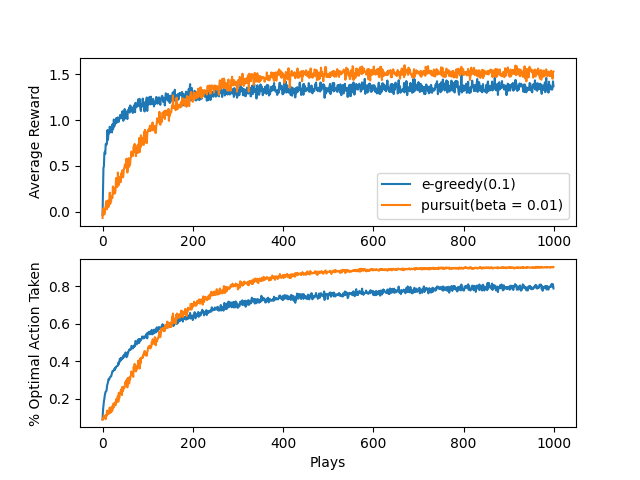 Average Reward
1.5
1.0
0.5
0.0
e-greedy(0.1)
pursuit(beta = 0.01)
0 200 400 600 800 1000
% Optimal Action Taken
0.8
0.6
0.4
0.2
0 200 400 600 800 1000
Plays